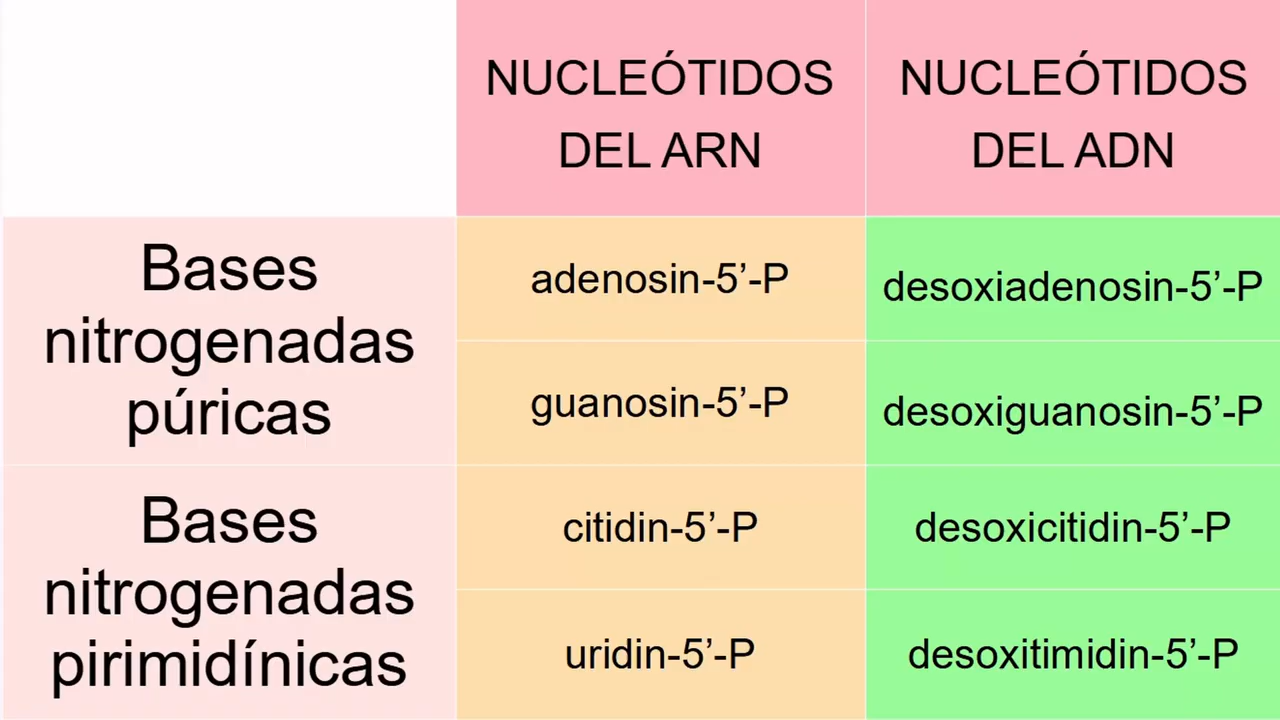 NUCLEÓTIDOS
DEL ARN
NUCLEÓTIDOS
DEL ADN
Bases
nitrogenadas
púricas
adenosin-5’-P
desoxiadenosin-5’-P
guanosin-5’-P
desoxiguanosin-5’-P
Bases
nitrogenadas
pirimidínicas
citidin-5’-P
desoxicitidin-5’-P
uridin-5’-P
desoxitimidin-5’-P